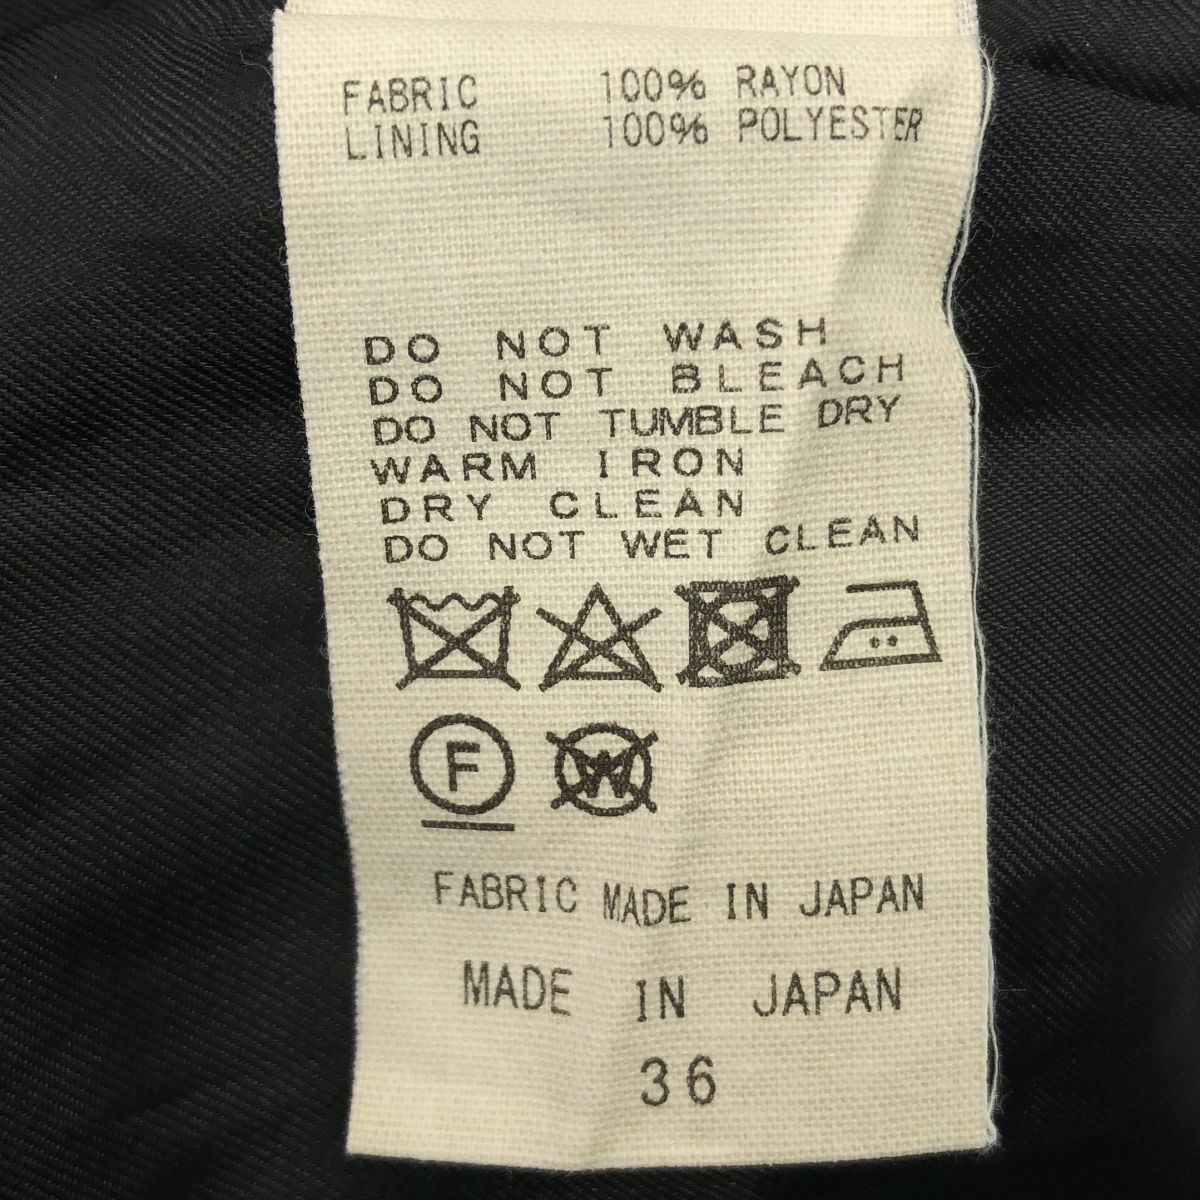 FABRIC 100% RAYON
LINING 100% POLYESTER
DO NOT WASH
DO NOT BLEACH
DO NOT TUMBLE DRY
WARM IRON
DRY CLEAN
DO NOT WET CLEAN
F W
FABRIC MADE IN JAPAN
MADE IN JAPAN
36